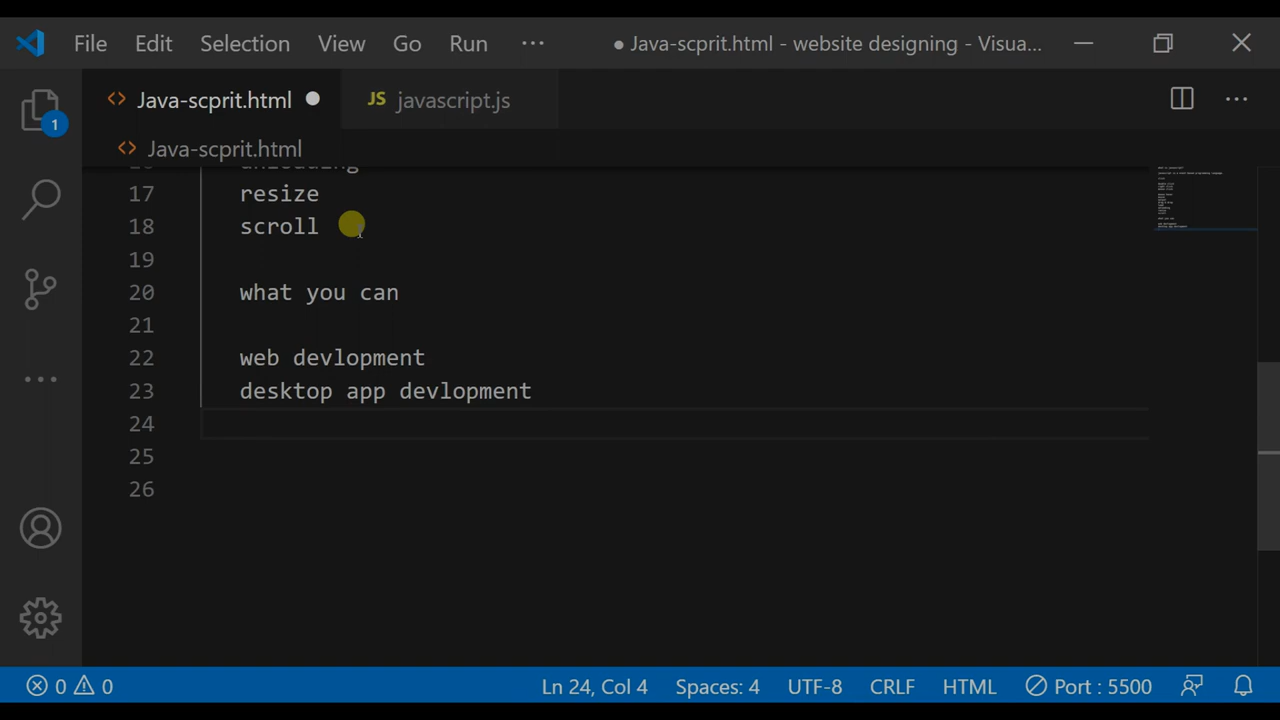 File Edit Selection View Go Run ··· ● Java-scprit.html - website designing - Visua...
<> Java-scprit.html ● JS javascript.js
1
<> Java-scprit.html
17 resize
18 scroll
19
20 what you can
21
22 web devlopment
23 desktop app devlopment
24
25
26
0 0 Ln 24, Col 4 Spaces: 4 UTF-8 CRLF HTML Port : 5500